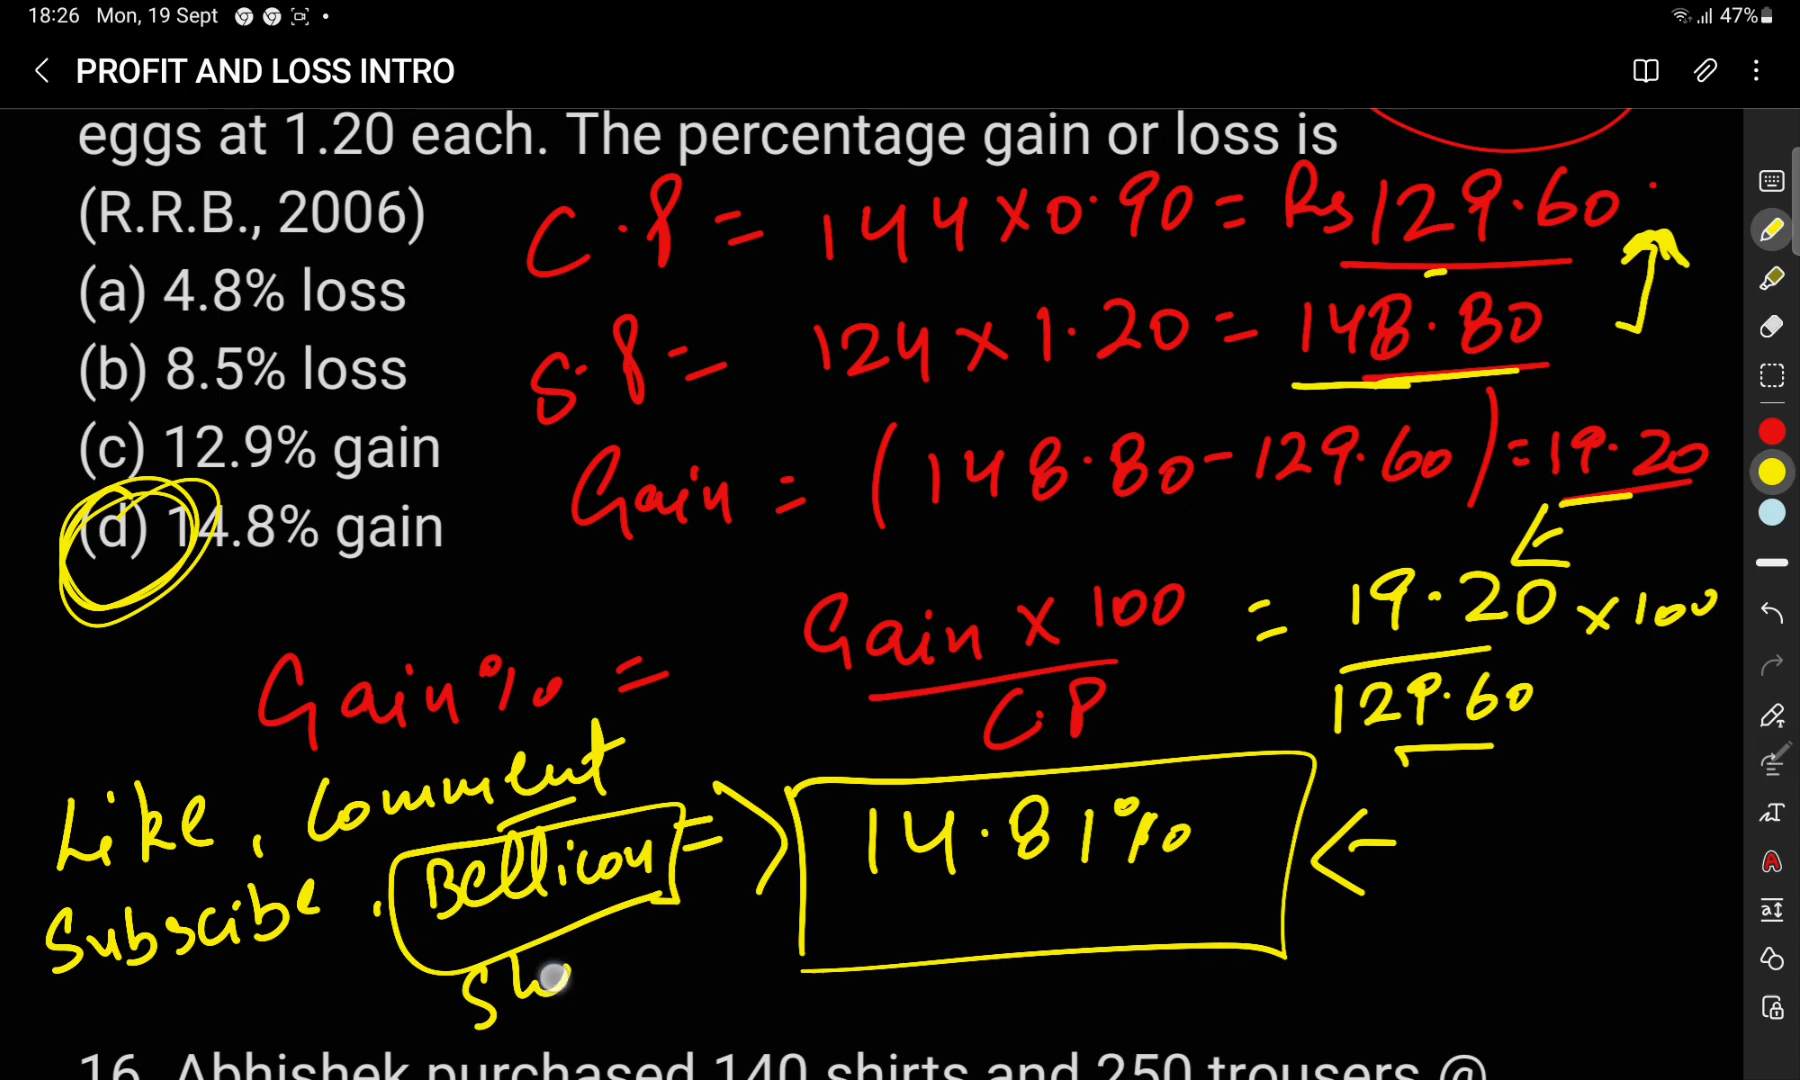 18:26 Mon, 19 Sept 47%
PROFIT AND LOSS INTRO
eggs at 1.20 each. The percentage gain or loss is
(R.R.B., 2006)
C.P = 144 x 0.90 = Rs 129.60
(a) 4.8% loss
S.P = 124 x 1.20 = 148.80
(b) 8.5% loss
(c) 12.9% gain
Gain = (148.80 - 129.60) = 19.20
(d) 14.8% gain
Gain% = Gain x 100 / C.P = 19.20 / 129.60 x 100
Like, Comment
14.81%
Subscibe, Bellicon
Sh
16. Abhishek purchased 140 shirts and 250 trousers @